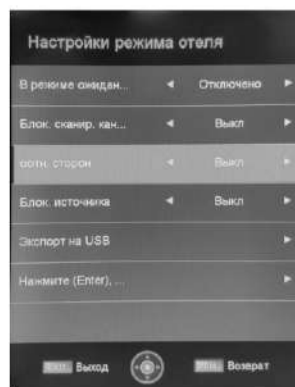 Настройки режима отеля
В режиме ожидан... Отключено
Блок. сканир. кан... Выкл
сотн. сторон Выкл
Блок. источника Выкл
Экспорт на USB
Нажмите (Enter), ...
Выход Возврат